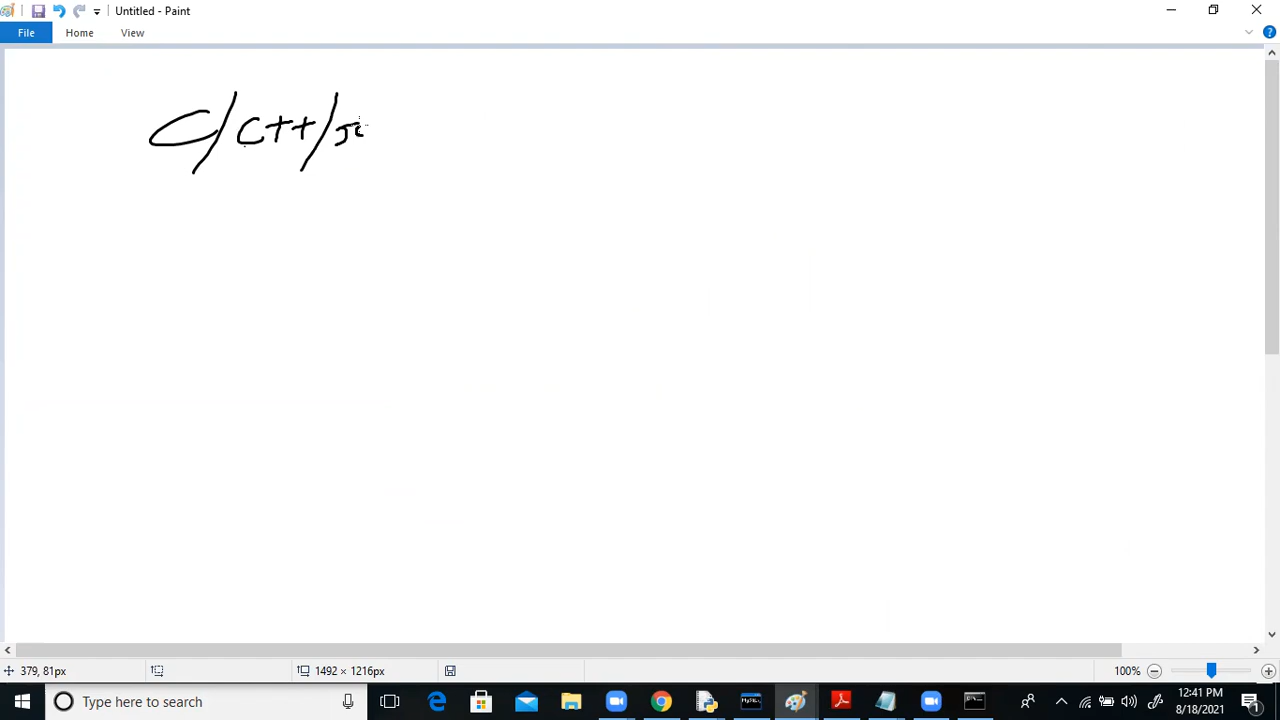 Untitled - Paint
File Home View
C/C++/
379, 81px
1492 × 1216px
100%
Type here to search
12:41 PM
8/18/2021